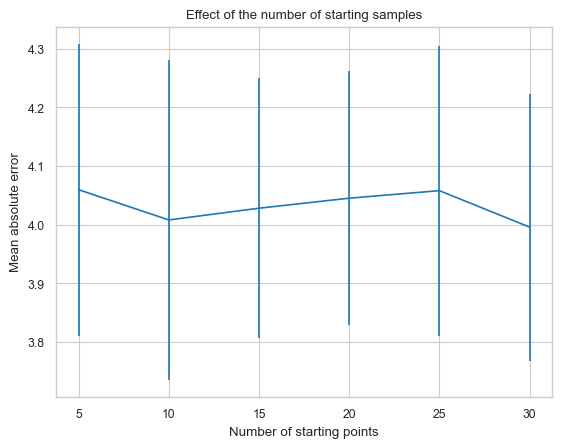 Effect of the number of starting samples
4.3
4.2
4.1
4.0
3.9
3.8
Mean absolute error
5 10 15 20 25 30
Number of starting points